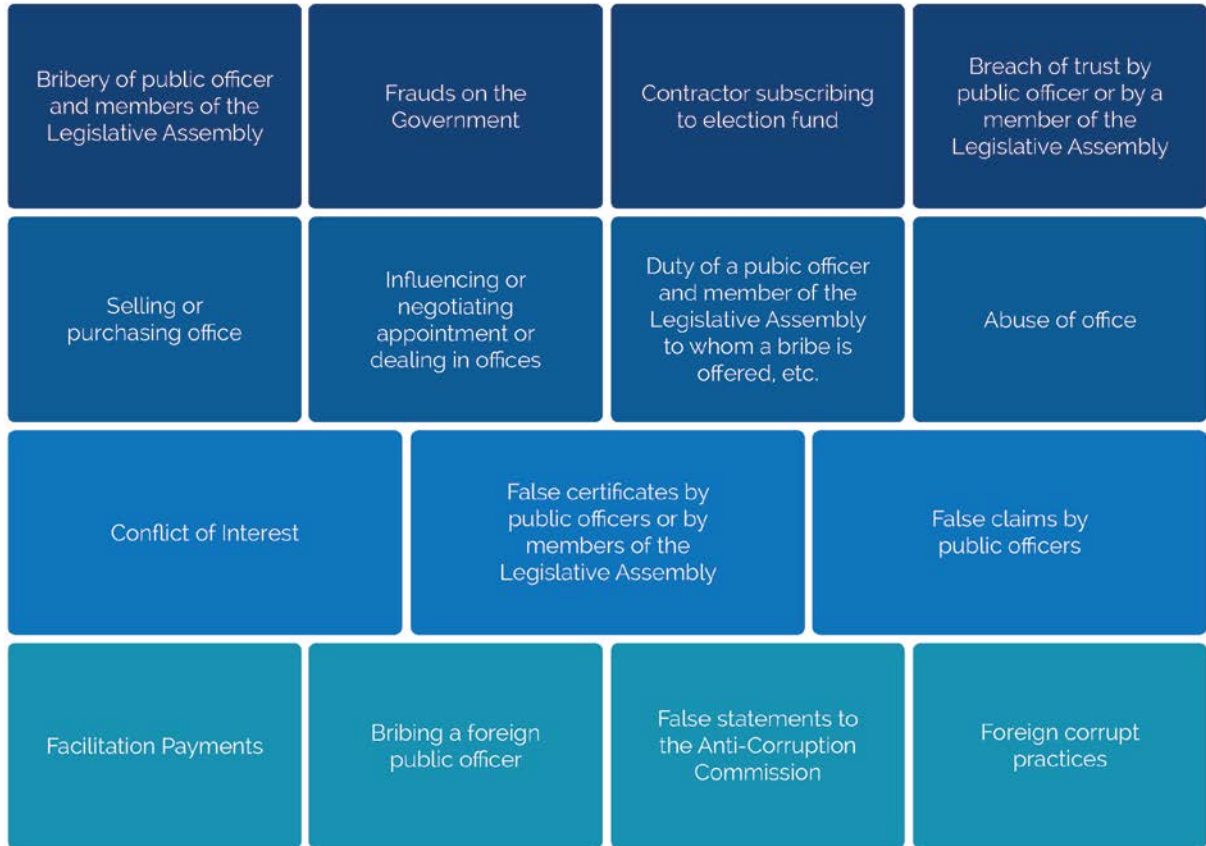 Bribery of public officer
and members of the
Legislative Assembly
Frauds on the
Government
Contractor subscribing
to election fund
Breach of trust by
public officer or by a
member of the
Legislative Assembly
Selling or
purchasing office
Influencing or
negotiating
appointment or
dealing in offices
Duty of a pubic officer
and member of the
Legislative Assembly
to whom a bribe is
offered, etc.
Abuse of office
Conflict of Interest
False certificates by
public officers or by
members of the
Legislative Assembly
False claims by
public officers
Facilitation Payments
Bribing a foreign
public officer
False statements to
the Anti-Corruption
Commission
Foreign corrupt
practices